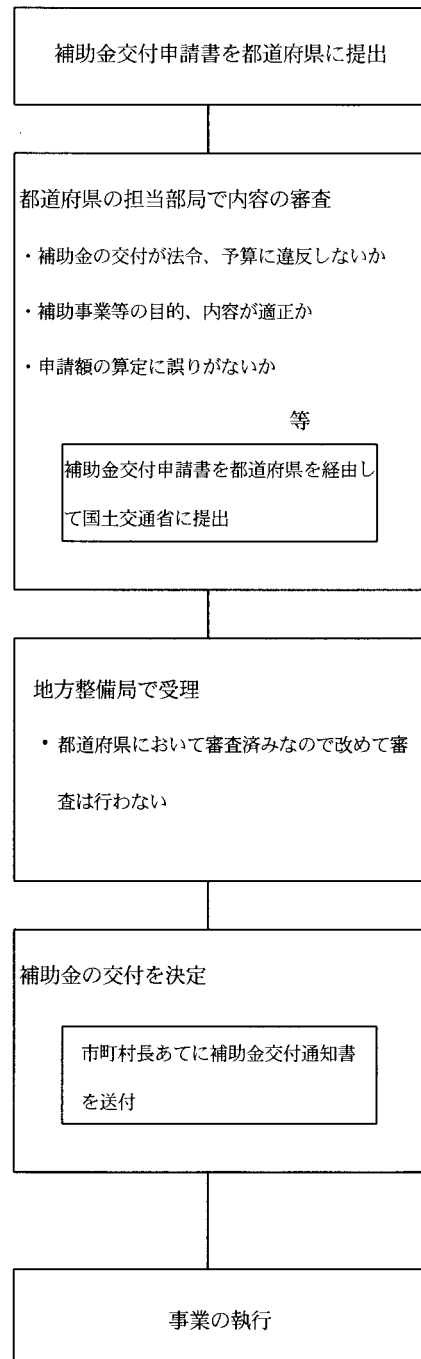 補助金交付申請書を都道府県に提出
都道府県の担当部局で内容の審査
・補助金の交付が法令、予算に違反しないか
・補助事業等の目的、内容が適正か
・申請額の算定に誤りがないか
等
補助金交付申請書を都道府県を経由し
て国土交通省に提出
地方整備局で受理
・都道府県において審査済みなので改めて審
査は行わない
補助金の交付を決定
市町村長あてに補助金交付通知書
を送付
事業の執行